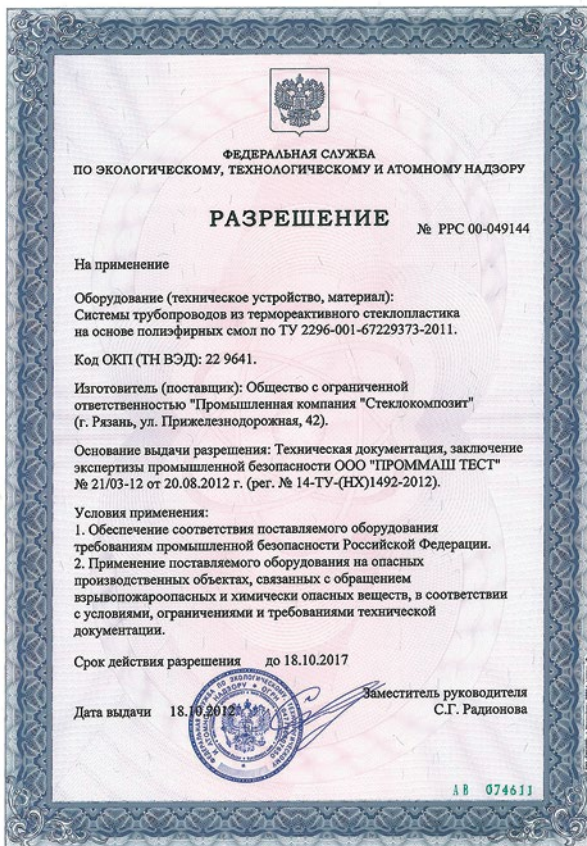 ФЕДЕРАЛЬНАЯ СЛУЖБА
ПО ЭКОЛОГИЧЕСКОМУ, ТЕХНОЛОГИЧЕСКОМУ И АТОМНОМУ НАДЗОРУ
РАЗРЕШЕНИЕ
№ РРС 00-049144
На применение
Оборудование (техническое устройство, материал):
Системы трубопроводов из термореактивного стеклопластика
на основе полиэфирных смол по ТУ 2296-001-67229373-2011.
Код ОКП (ТН ВЭД): 22 9641.
Изготовитель (поставщик): Общество с ограниченной
ответственностью "Промышленная компания "Стеклокомпозит"
(г. Рязань, ул. Прижелезнодорожная, 42).
Основание выдачи разрешения: Техническая документация, заключение
экспертизы промышленной безопасности ООО "ПРОММАШ ТЕСТ"
№ 21/03-12 от 20.08.2012 г. (рег. № 14-ТУ-(НХ)1492-2012).
Условия применения:
1. Обеспечение соответствия поставляемого оборудования
требованиям промышленной безопасности Российской Федерации.
2. Применение поставляемого оборудования на опасных
производственных объектах, связанных с обращением
взрывопожароопасных и химически опасных веществ, в соответствии
с условиями, ограничениями и требованиями технической
документации.
Срок действия разрешения до 18.10.2017
Заместитель руководителя
Дата выдачи 18.10.2012 С.Г. Радионова
АВ 074611